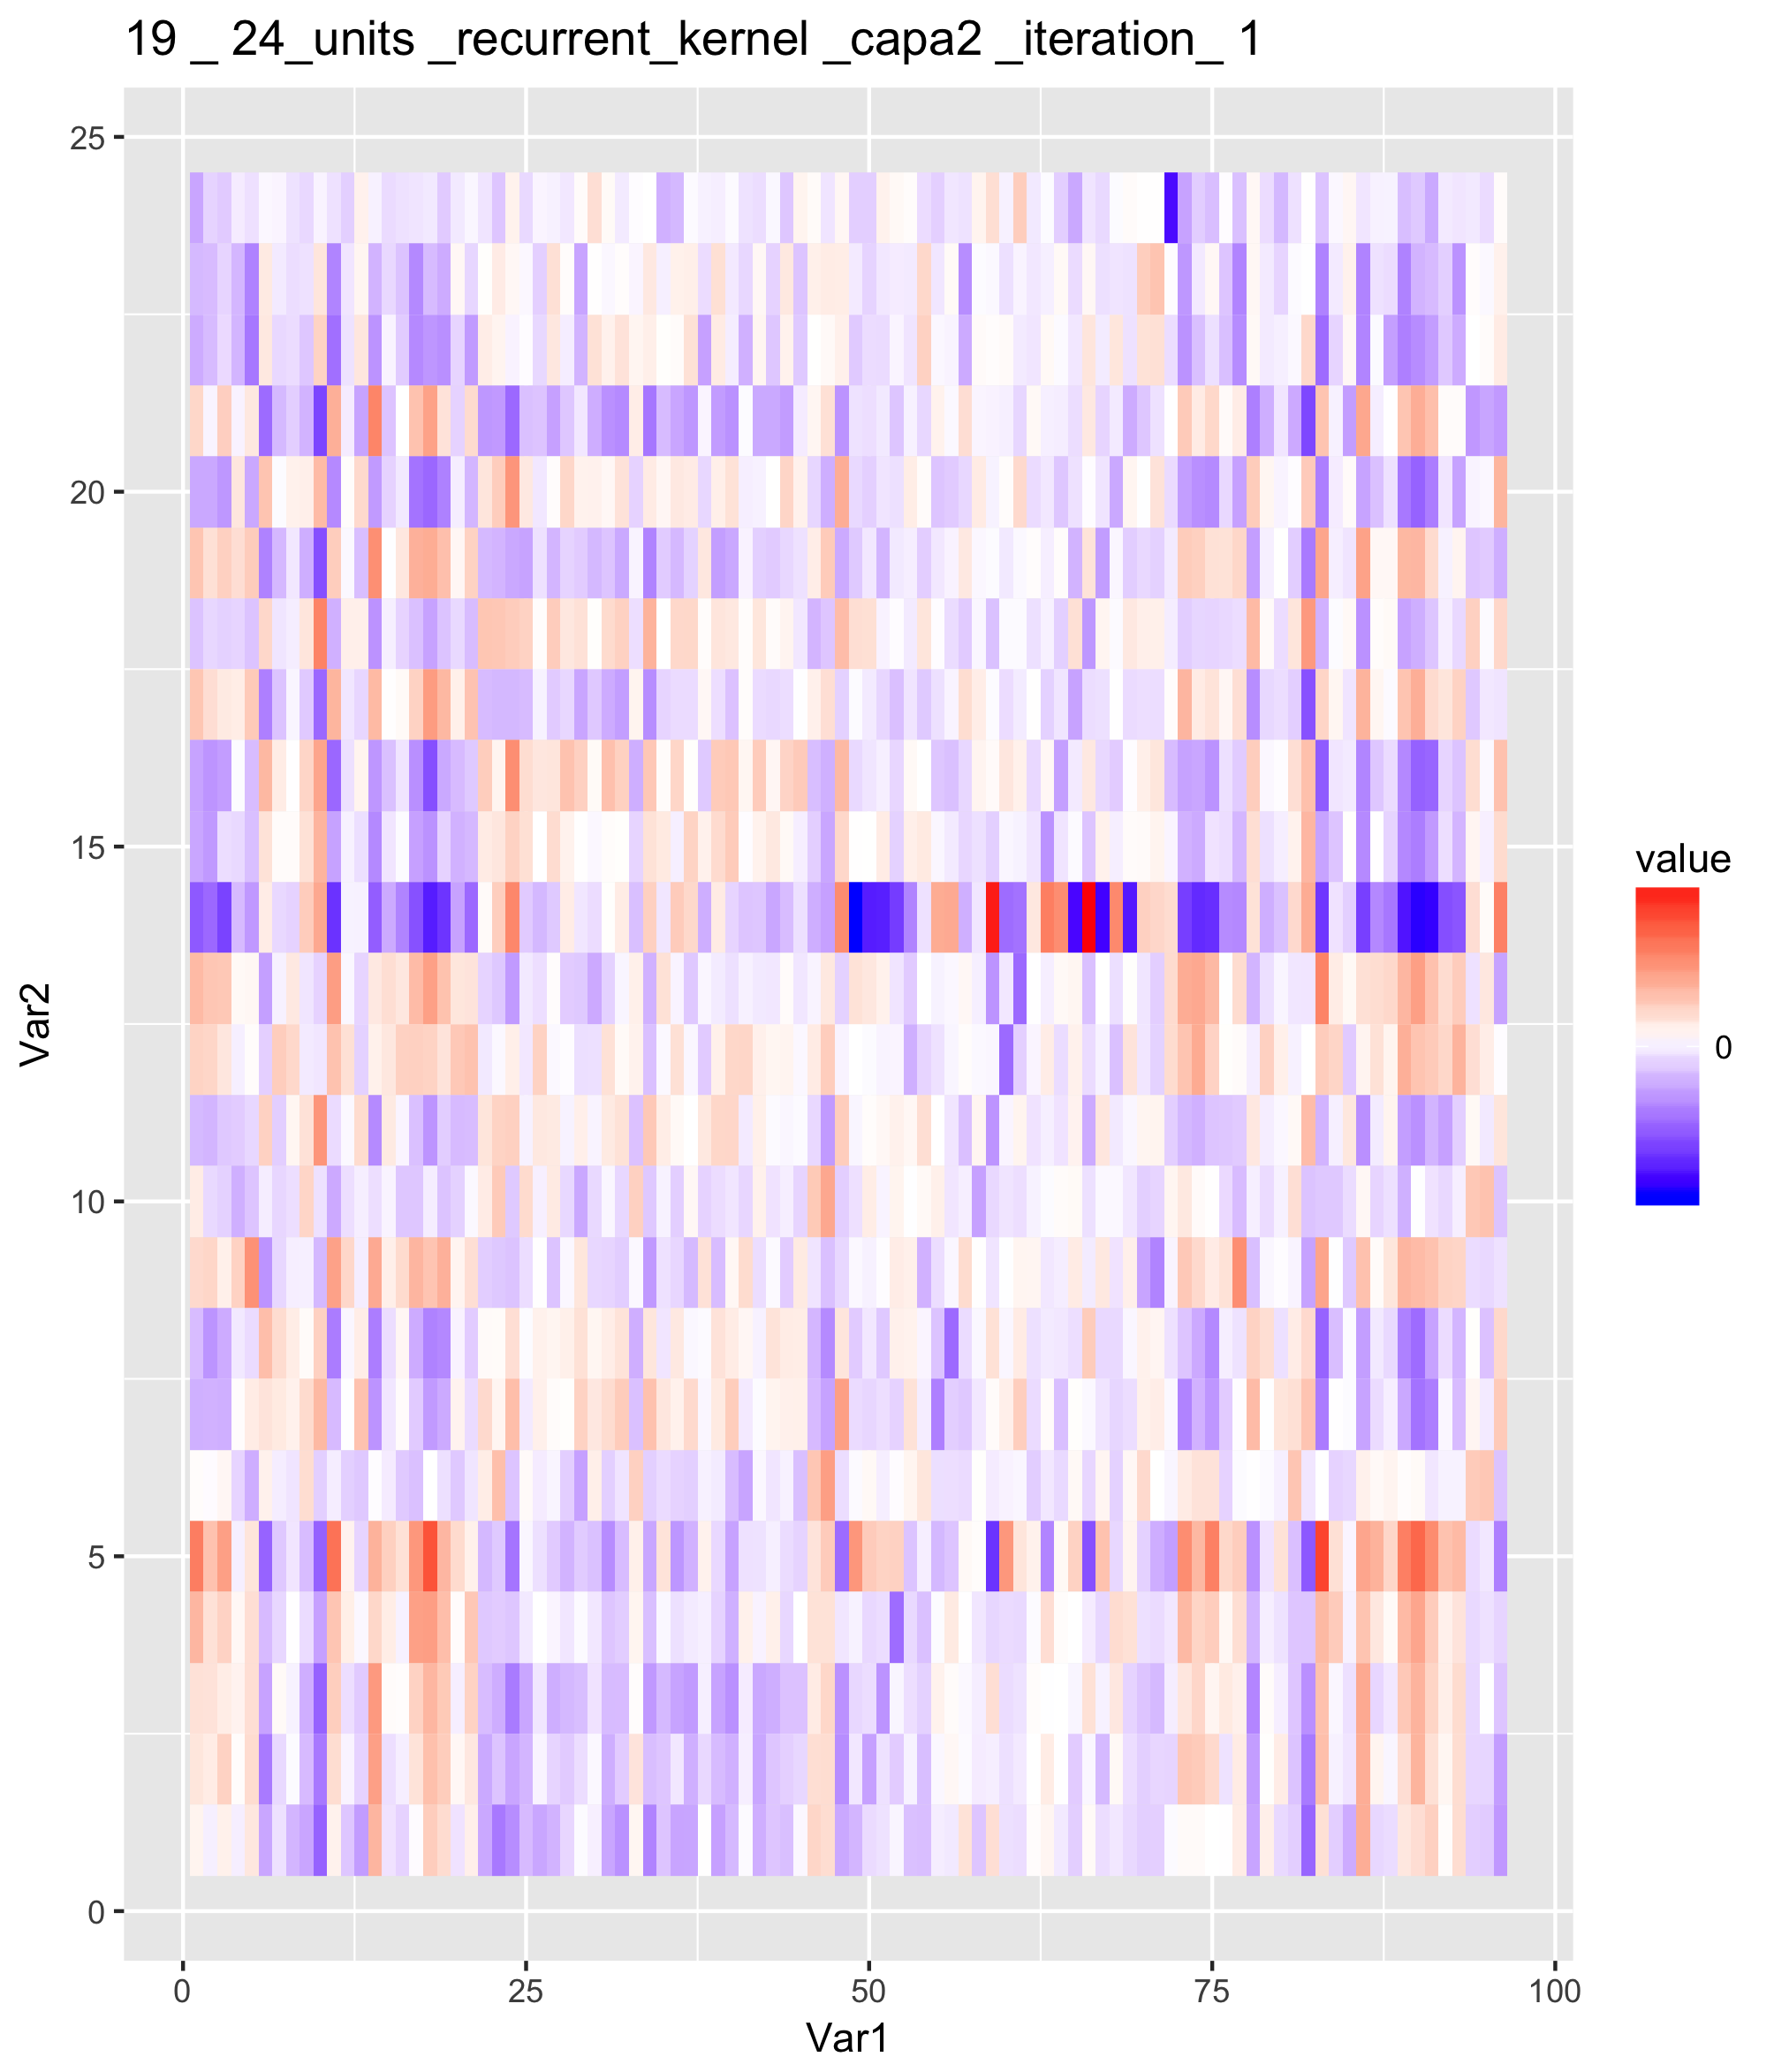 19 _ 24_units _recurrent_kernel _capa2 _iteration_ 1
25
20
15
10
5
0
Var2
0 25 50 75 100
Var1
value
0